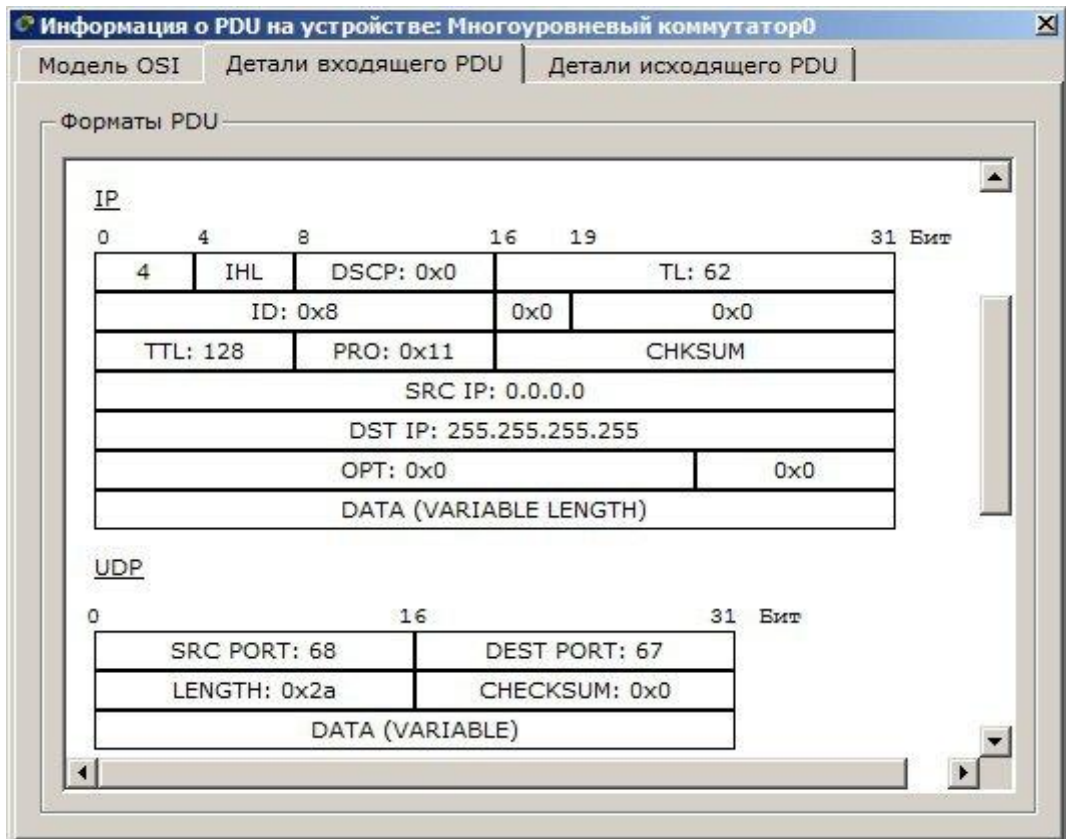 Информация о PDU на устройстве: Многоуровневый коммутатор0
Модель OSI Детали входящего PDU Детали исходящего PDU
Форматы PDU
IP
0 4 8 16 19 31 Бит
4 IHL DSCP: 0x0 TL: 62
ID: 0x8 0x0 0x0
TTL: 128 PRO: 0x11 CHKSUM
SRC IP: 0.0.0.0
DST IP: 255.255.255.255
OPT: 0x0 0x0
DATA (VARIABLE LENGTH)
UDP
0 16 31 Бит
SRC PORT: 68 DEST PORT: 67
LENGTH: 0x2a CHECKSUM: 0x0
DATA (VARIABLE)